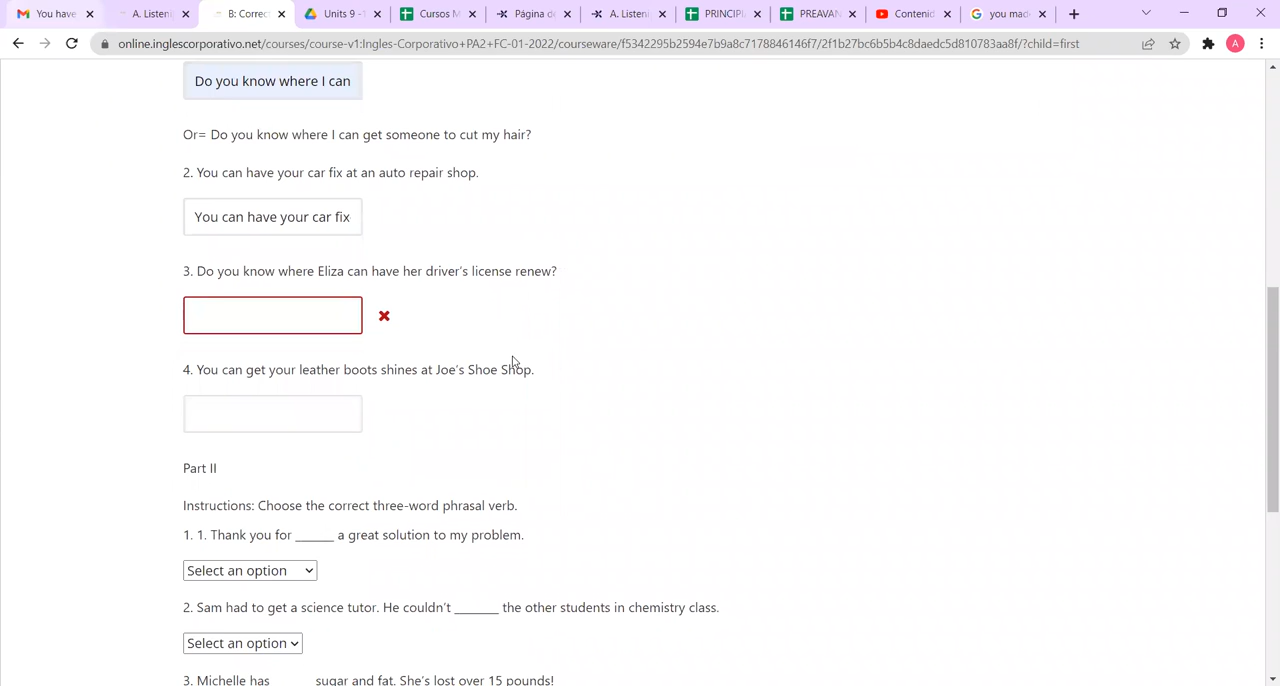 You have
A. Listeni
B: Correc
Units 9 -1
Cursos M
Página de
A. Listen
PRINCIPI
PREAVAN
Contenid
you mad
online.inglescorporativo.net/courses/course-v1:Ingles-Corporativo+PA2+FC-01-2022/courseware/f5342295b2594e7b9a8c7178846146f7/2f1b27bc6b5b4c8daedc5d810783aa8f/?child=first
A
Do you know where I can
Or= Do you know where I can get someone to cut my hair?
2. You can have your car fix at an auto repair shop.
You can have your car fix
3. Do you know where Eliza can have her driver's license renew?
4. You can get your leather boots shines at Joe's Shoe Shop.
Part II
Instructions: Choose the correct three-word phrasal verb.
1. 1. Thank you for ______ a great solution to my problem.
Select an option
2. Sam had to get a science tutor. He couldn't _______ the other students in chemistry class.
Select an option
3. Michelle has ______ sugar and fat. She's lost over 15 pounds!